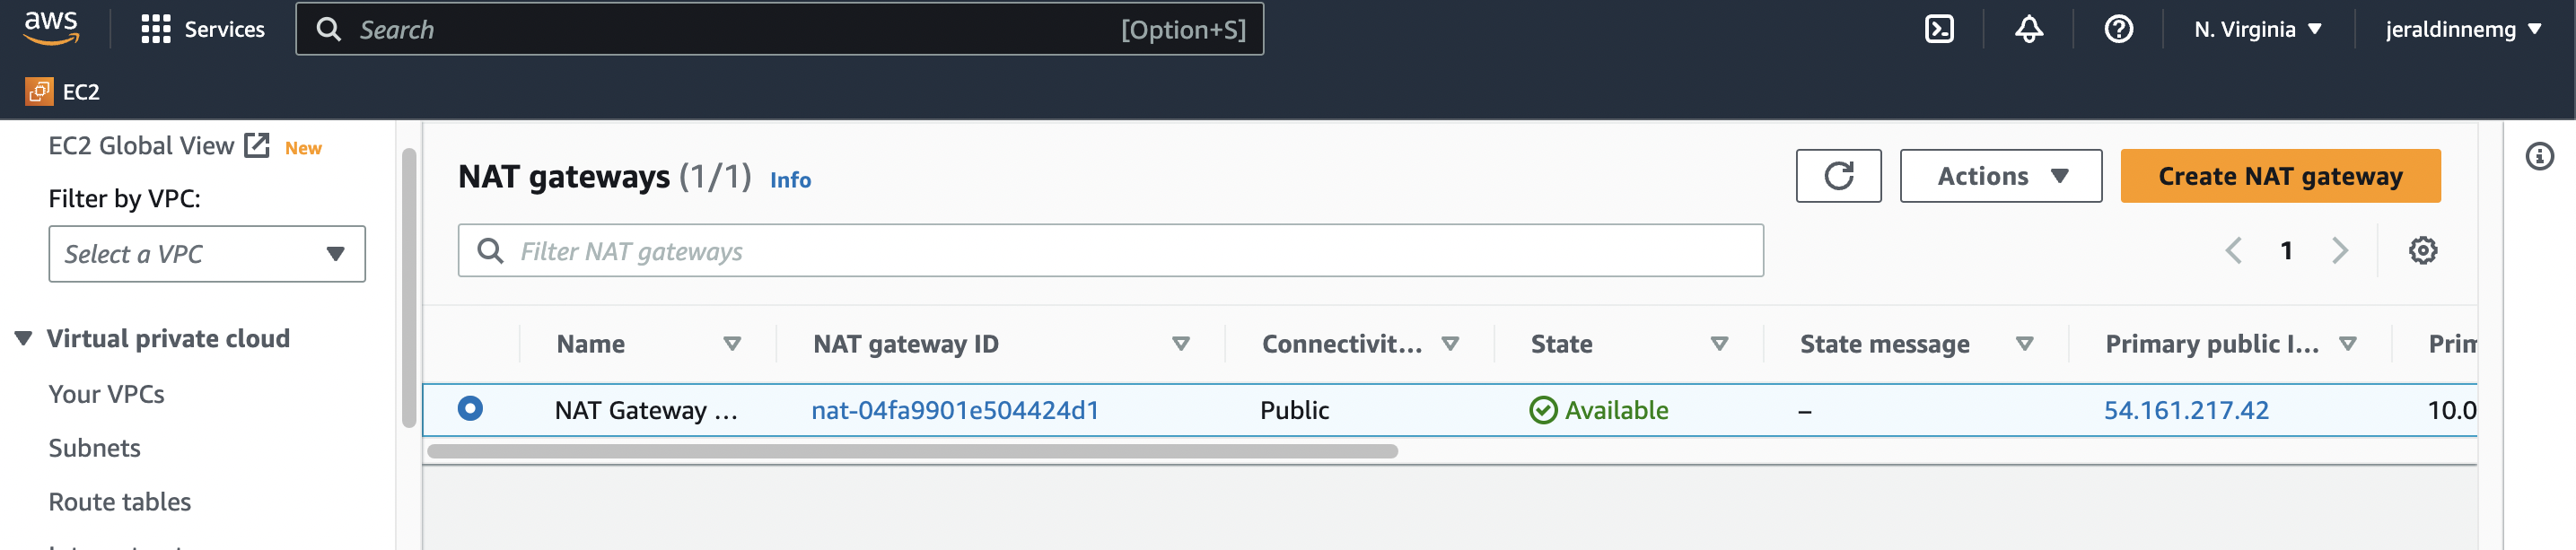 aws
Services
Search
[Option+S]
N. Virginia
jeraldinnemg
EC2
EC2 Global View New
Filter by VPC:
Select a VPC
Virtual private cloud
Your VPCs
Subnets
Route tables
NAT gateways (1/1) Info
Actions
Create NAT gateway
Filter NAT gateways
1
Name
NAT gateway ID
Connectivit...
State
State message
Primary public I...
Prim
NAT Gateway ...
nat-04fa9901e504424d1
Public
Available
–
54.161.217.42
10.0